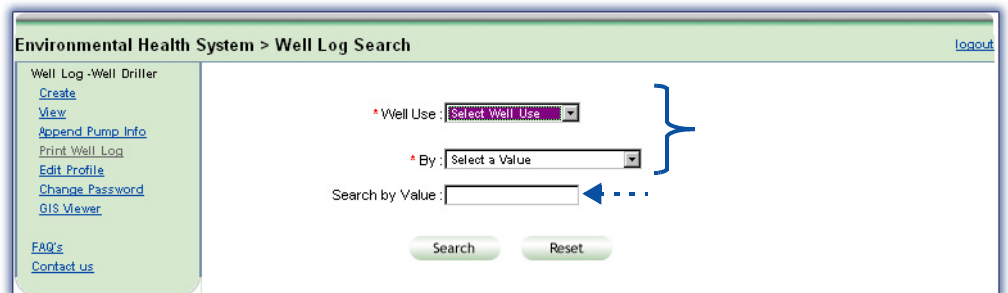 Environmental Health System > Well Log Search
logout
Well Log -Well Driller
Create
View
Append Pump Info
Print Well Log
Edit Profile
Change Password
GIS Viewer
FAQ's
Contact us
* Well Use : Select Well Use
* By : Select a Value
Search by Value :
Search Reset